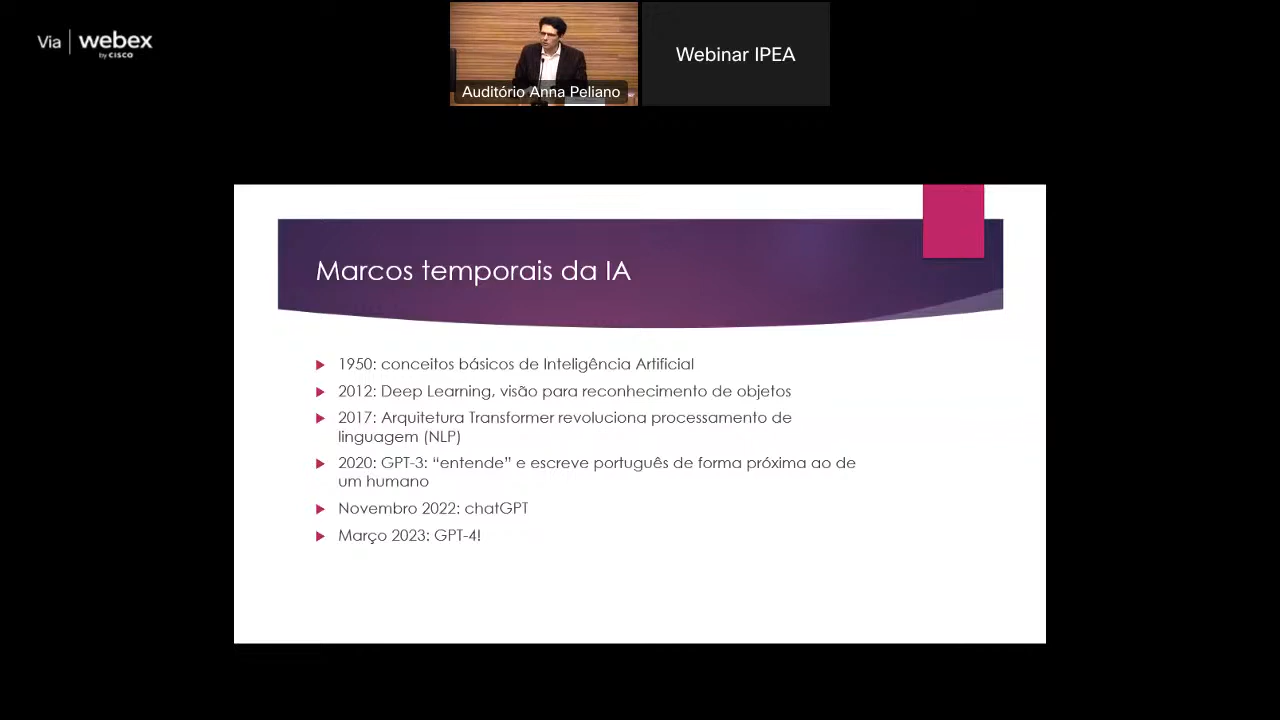 Via | webex
by CISCO
Auditório Anna Peliano
Webinar IPEA
Marcos temporais da IA
1950: conceitos básicos de Inteligência Artificial
2012: Deep Learning, visão para reconhecimento de objetos
2017: Arquitetura Transformer revoluciona processamento de
linguagem (NLP)
2020: GPT-3: “entende” e escreve português de forma próxima ao de
um humano
Novembro 2022: chatGPT
Março 2023: GPT-4!